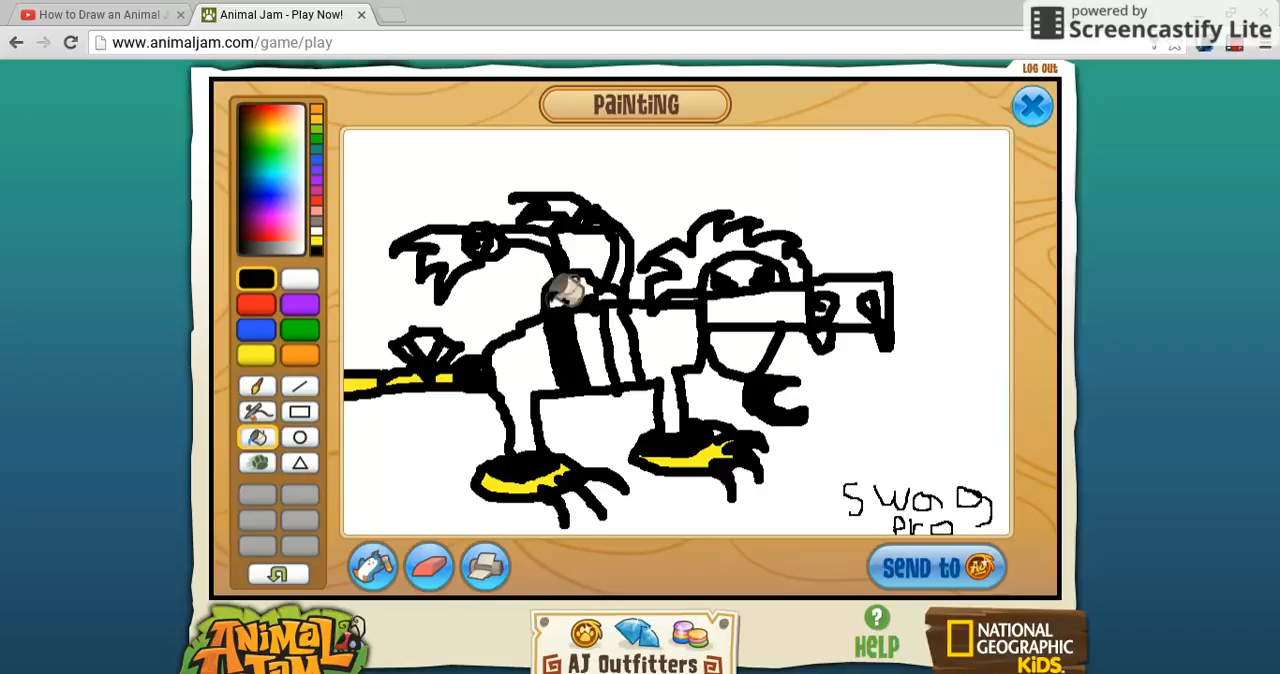 How to Draw an Animal J
Animal Jam - Play Now!
powered by
Screencastify Lite
www.animaljam.com/game/play
LOG OUT
PAINTING
SEND TO AJ
ANIMAL
JAM
AJ OUTFITTERS
?
HELP
NATIONAL
GEOGRAPHIC
KiDS